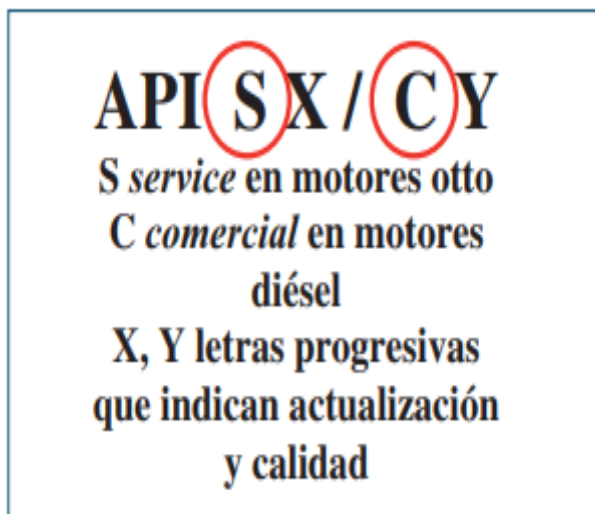 API S X / C Y
S service en motores otto
C comercial en motores
diésel
X, Y letras progresivas
que indican actualización
y calidad